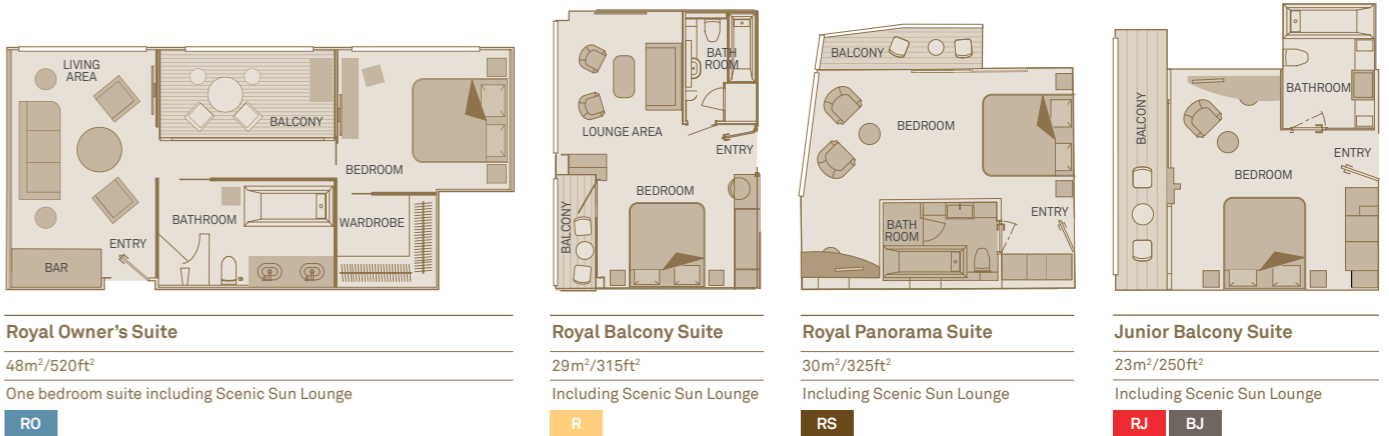 LIVING
AREA
BALCONY
BEDROOM
BATHROOM
WARDROBE
ENTRY
BAR
Royal Owner’s Suite
48m²/520ft²
One bedroom suite including Scenic Sun Lounge
RO
BATH
ROOM
LOUNGE AREA
ENTRY
BEDROOM
BALCONY
Royal Balcony Suite
29m²/315ft²
Including Scenic Sun Lounge
R
BALCONY
BEDROOM
ENTRY
BATH
ROOM
Royal Panorama Suite
30m²/325ft²
Including Scenic Sun Lounge
RS
BATHROOM
BALCONY
ENTRY
BEDROOM
Junior Balcony Suite
23m²/250ft²
Including Scenic Sun Lounge
RJ BJ